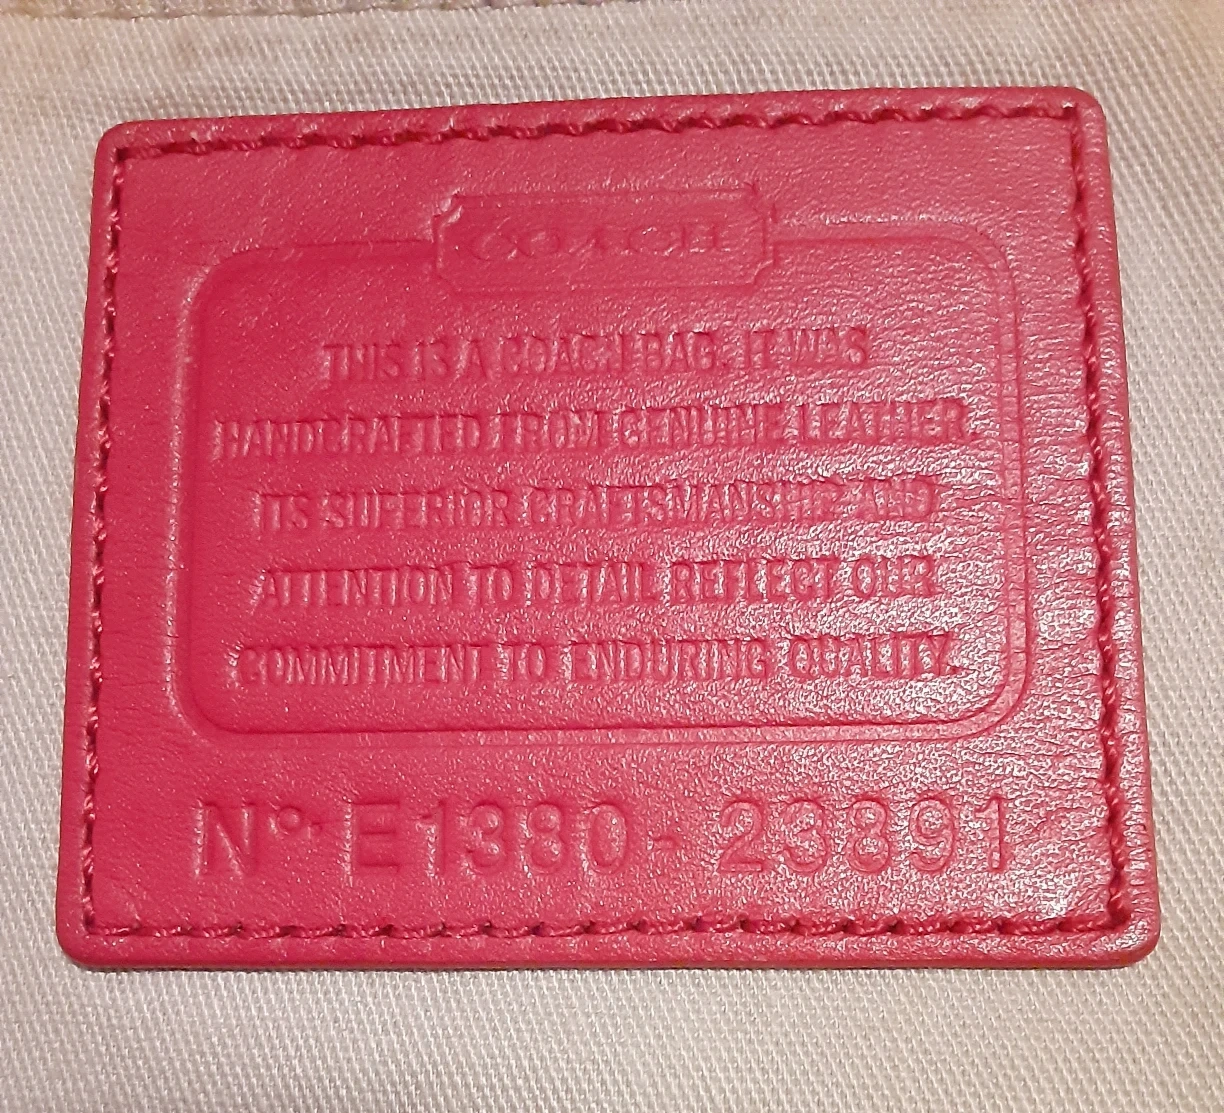 COACH
THIS IS A COACH BAG. IT WAS
HANDCRAFTED FROM GENUINE LEATHER.
ITS SUPERIOR CRAFTSMANSHIP AND
ATTENTION TO DETAIL REFLECT OUR
COMMITMENT TO ENDURING QUALITY.
Nº E1380-23891